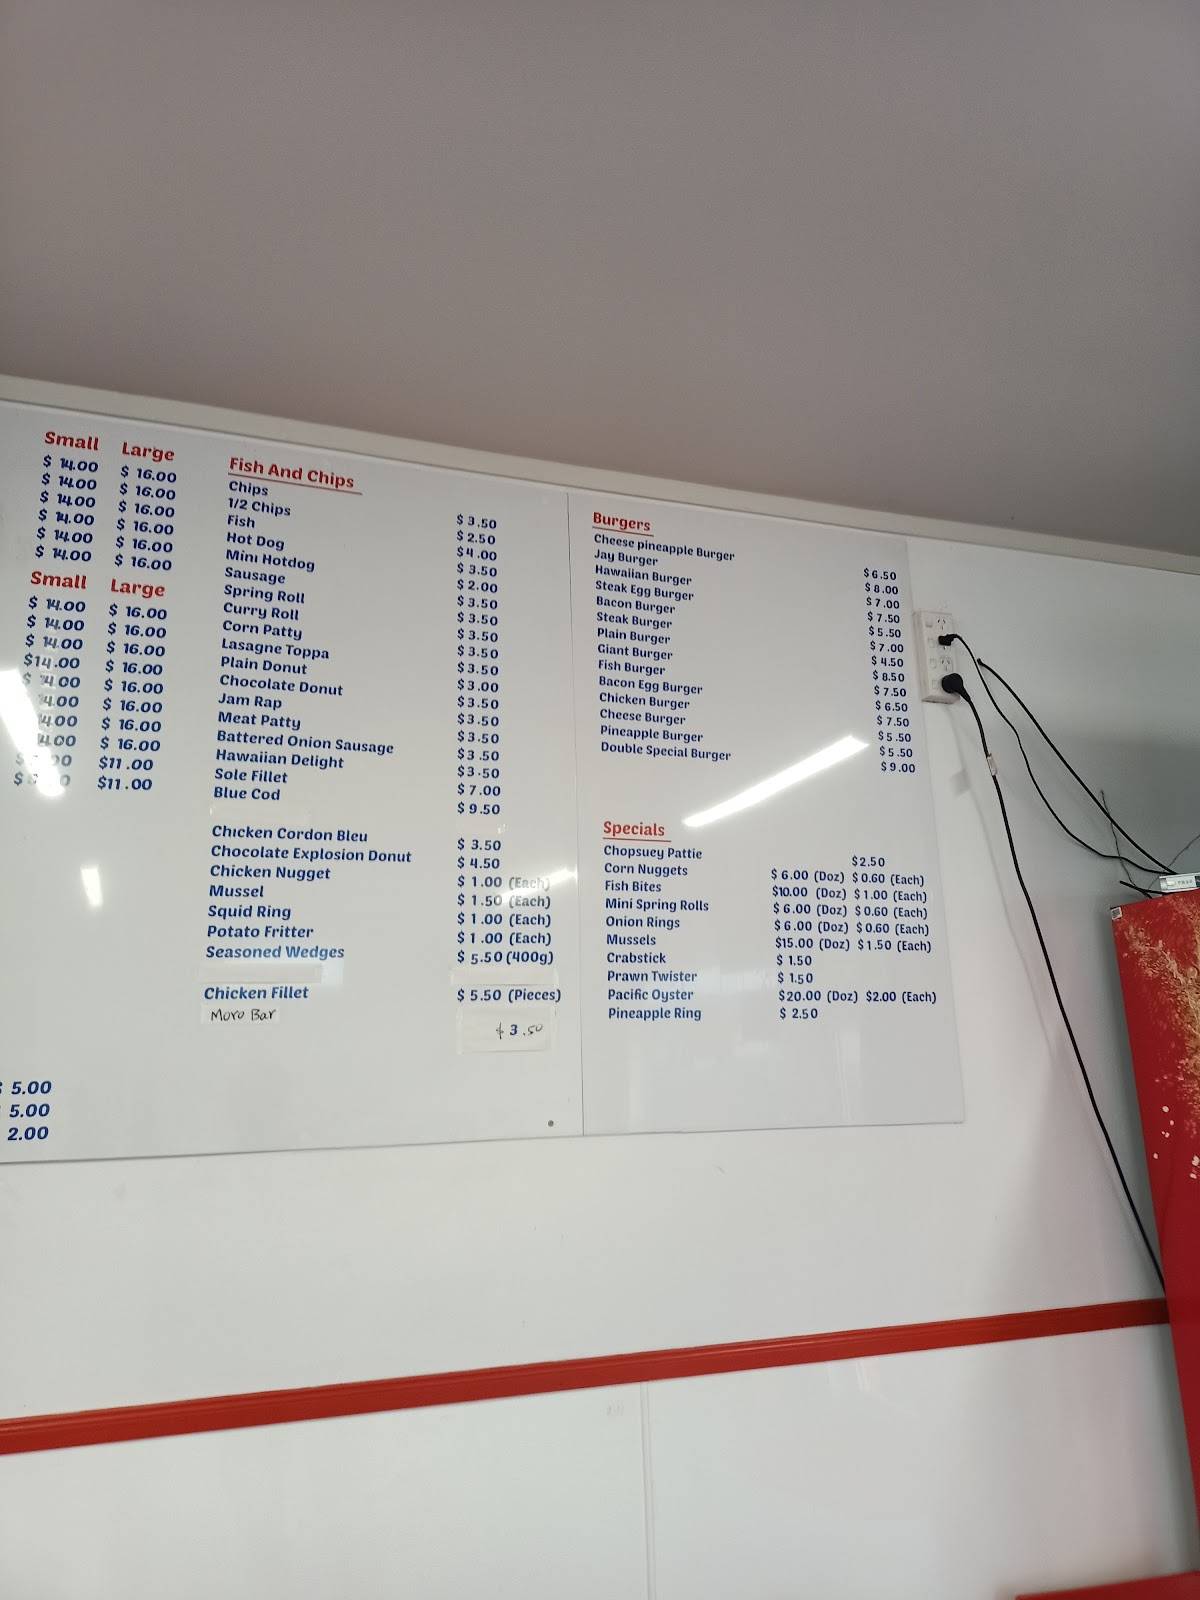 Small Large
$ 14.00 $ 16.00
$ 14.00 $ 16.00
$ 14.00 $ 16.00
$ 14.00 $ 16.00
$ 14.00 $ 16.00
$ 14.00 $ 16.00
Small Large
$ 14.00 $ 16.00
$ 14.00 $ 16.00
$ 14.00 $ 16.00
$14.00 $ 16.00
$ 14.00 $ 16.00
$ 16.00
$ 16.00
$ 16.00
$11.00
$11.00
5.00
5.00
2.00
Fish And Chips
Chips $3.50
1/2 Chips $2.50
Fish $4.00
Hot Dog $3.50
Mini Hotdog $2.00
Sausage $3.50
Spring Roll $3.50
Curry Roll $3.50
Corn Patty $3.50
Lasagne Toppa $3.50
Plain Donut $3.00
Chocolate Donut $3.50
Jam Rap $3.50
Meat Patty $3.50
Battered Onion Sausage $3.50
Hawaiian Delight $3.50
Sole Fillet $7.00
Blue Cod $9.50
Chicken Cordon Bleu $ 3.50
Chocolate Explosion Donut $ 4.50
Chicken Nugget $ 1.00 (Each)
Mussel $ 1.50 (Each)
Squid Ring $ 1.00 (Each)
Potato Fritter $ 1.00 (Each)
Seasoned Wedges $ 5.50 (400g)
Chicken Fillet $ 5.50 (Pieces)
Moro Bar $ 3.50
Burgers
Cheese pineapple Burger $6.50
Jay Burger $8.00
Hawaiian Burger $7.00
Steak Egg Burger $7.50
Bacon Burger $5.50
Steak Burger $7.00
Plain Burger $4.50
Giant Burger $8.50
Fish Burger $7.50
Bacon Egg Burger $6.50
Chicken Burger $7.50
Cheese Burger $5.50
Pineapple Burger $5.50
Double Special Burger $9.00
Specials
Chopsuey Pattie $2.50
Corn Nuggets $ 6.00 (Doz) $0.60 (Each)
Fish Bites $10.00 (Doz) $1.00 (Each)
Mini Spring Rolls $ 6.00 (Doz) $0.60 (Each)
Onion Rings $ 6.00 (Doz) $0.60 (Each)
Mussels $15.00 (Doz) $1.50 (Each)
Crabstick $ 1.50
Prawn Twister $ 1.50
Pacific Oyster $20.00 (Doz) $2.00 (Each)
Pineapple Ring $ 2.50